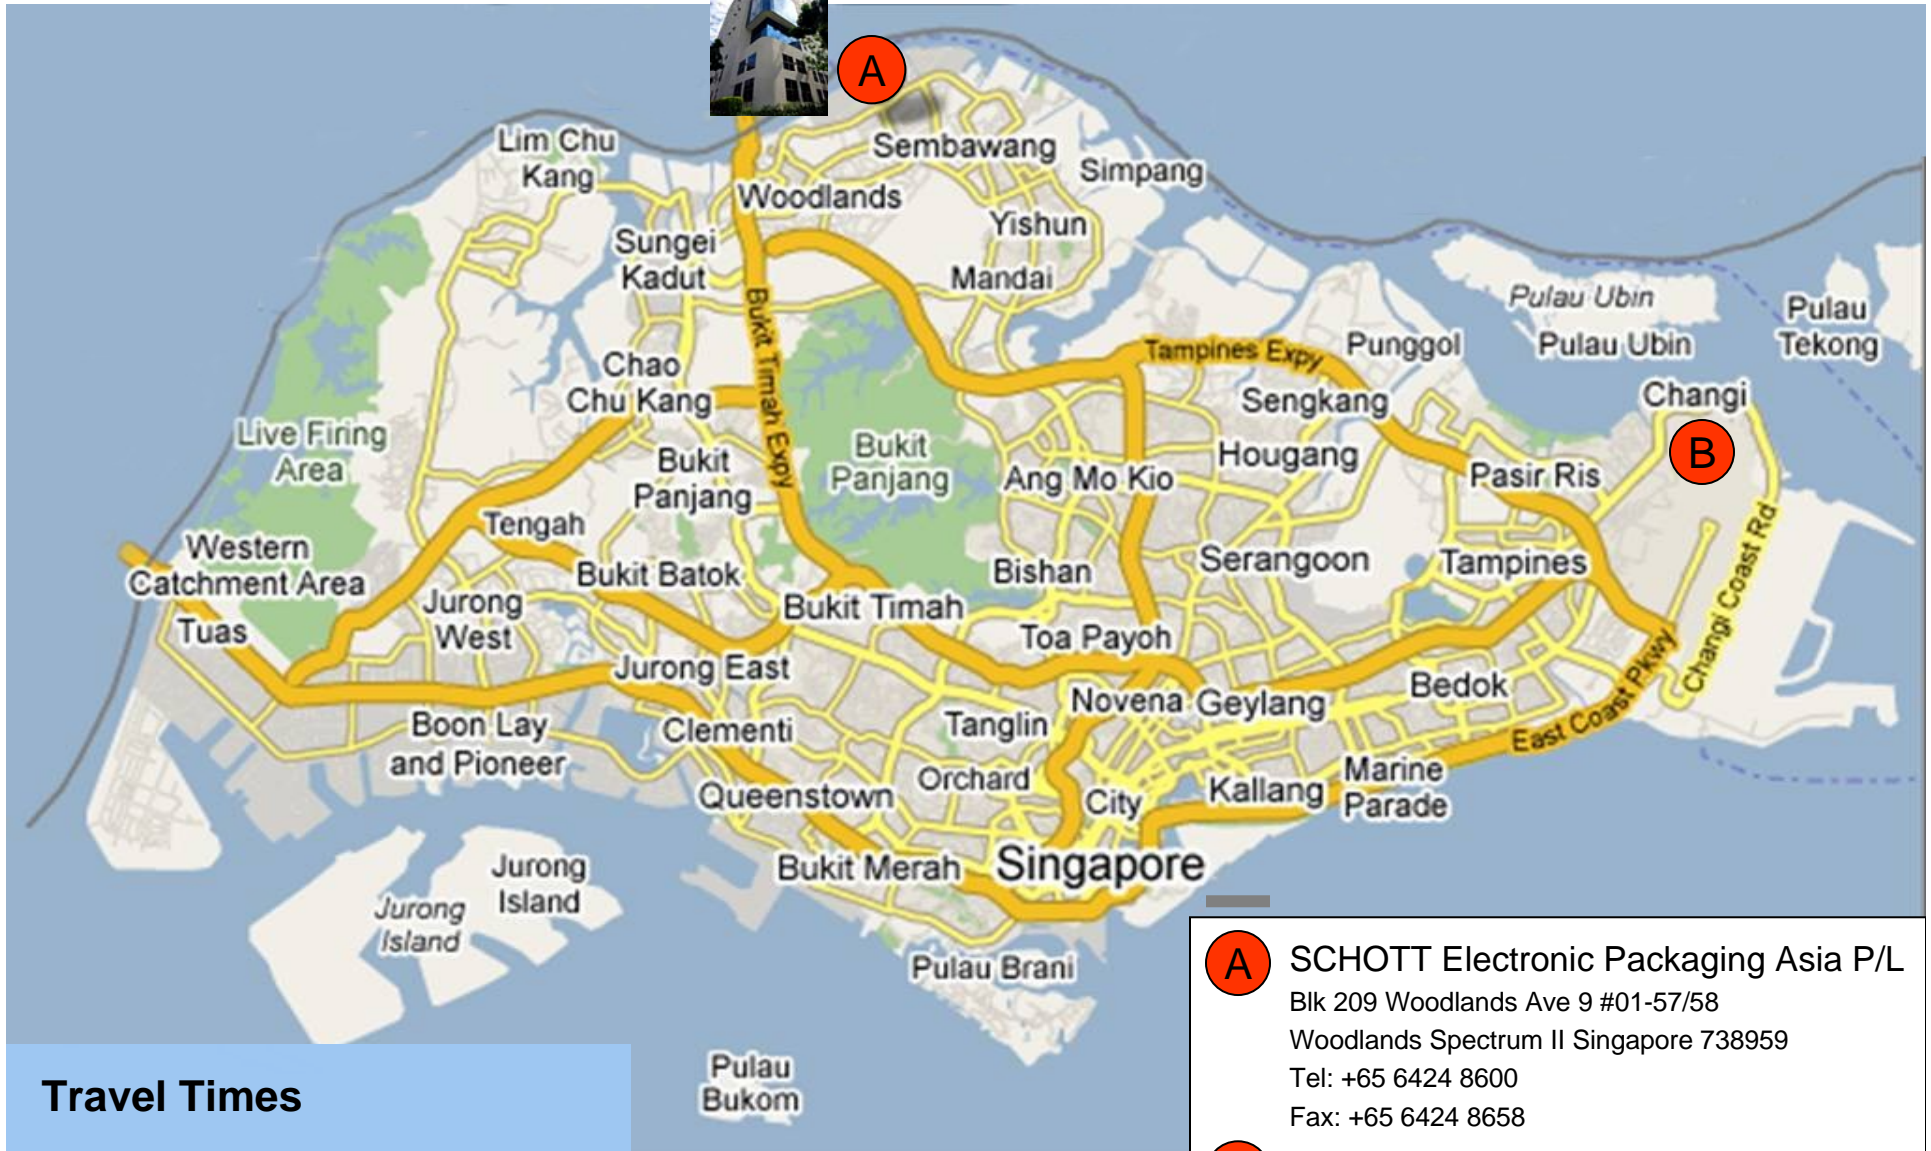 A
Lim Chu
Kang
Sembawang
Simpang
Woodlands
Yishun
Sungei
Kadut
Mandai
Pulau Ubin
Pulau Ubin
Pulau
Tekong
Bukit Timah Expy
Tampines Expy
Punggol
Chao
Chu Kang
Sengkang
Changi
B
Live Firing
Area
Bukit
Panjang
Bukit
Panjang
Ang Mo Kio
Hougang
Pasir Ris
Tengah
Western
Catchment Area
Bukit Batok
Bishan
Serangoon
Tampines
Changi Coast Rd
Jurong
West
Bukit Timah
Tuas
Toa Payoh
Jurong East
Novena
Geylang
Bedok
East Coast Pkwy
Boon Lay
and Pioneer
Clementi
Tanglin
Orchard
City
Kallang
Marine
Parade
Queenstown
Bukit Merah
Singapore
Jurong
Island
Jurong
Island
Pulau Brani
Pulau
Bukom
Travel Times
A
SCHOTT Electronic Packaging Asia P/L
Blk 209 Woodlands Ave 9 #01-57/58
Woodlands Spectrum II Singapore 738959
Tel: +65 6424 8600
Fax: +65 6424 8658